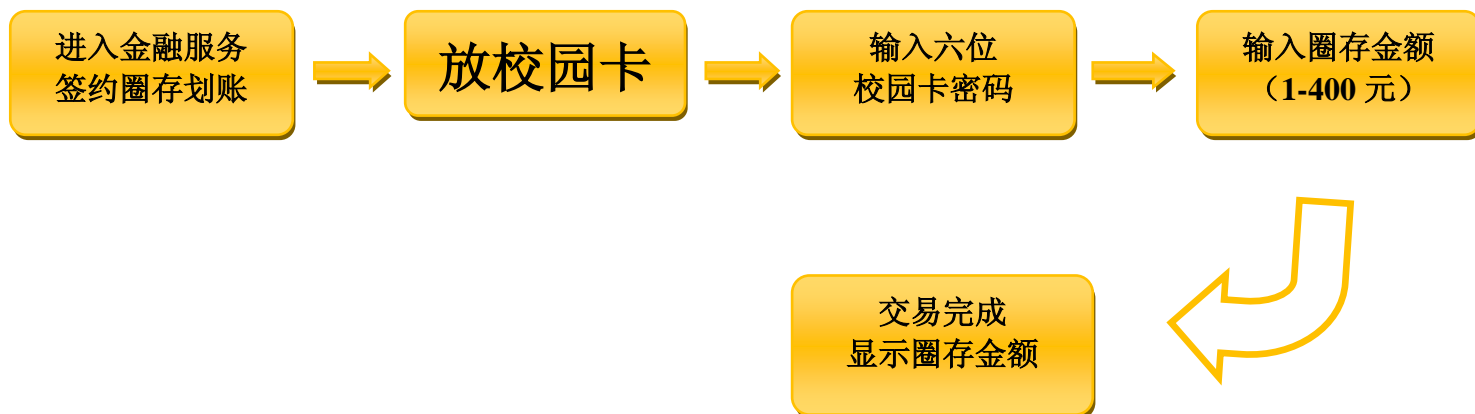 进入金融服务
签约圈存划账
放校园卡
输入六位
校园卡密码
输入圈存金额
（1-400 元）
交易完成
显示圈存金额